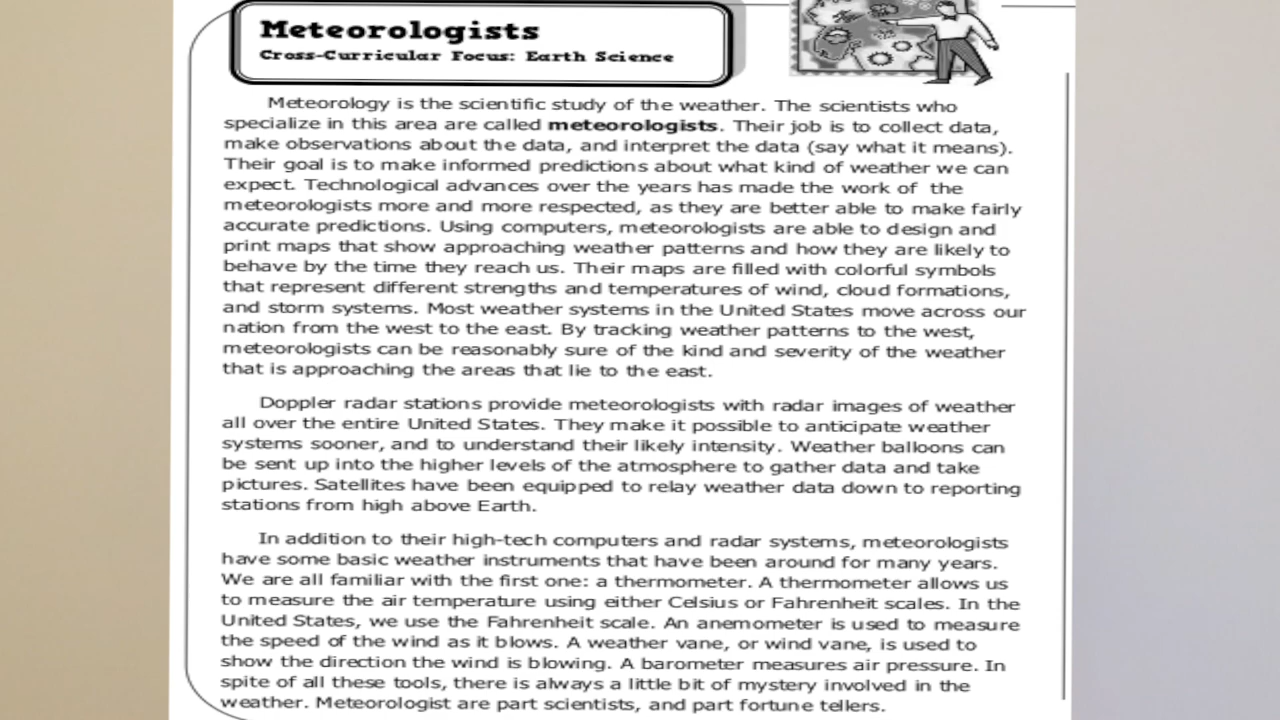 Meteorologists
Cross-Curricular Focus: Earth Science
Meteorology is the scientific study of the weather. The scientists who
specialize in this area are called meteorologists. Their job is to collect data,
make observations about the data, and interpret the data (say what it means).
Their goal is to make informed predictions about what kind of weather we can
expect. Technological advances over the years has made the work of the
meteorologists more and more respected, as they are better able to make fairly
accurate predictions. Using computers, meteorologists are able to design and
print maps that show approaching weather patterns and how they are likely to
behave by the time they reach us. Their maps are filled with colorful symbols
that represent different strengths and temperatures of wind, cloud formations,
and storm systems. Most weather systems in the United States move across our
nation from the west to the east. By tracking weather patterns to the west,
meteorologists can be reasonably sure of the kind and severity of the weather
that is approaching the areas that lie to the east.
Doppler radar stations provide meteorologists with radar images of weather
all over the entire United States. They make it possible to anticipate weather
systems sooner, and to understand their likely intensity. Weather balloons can
be sent up into the higher levels of the atmosphere to gather data and take
pictures. Satellites have been equipped to relay weather data down to reporting
stations from high above Earth.
In addition to their high-tech computers and radar systems, meteorologists
have some basic weather instruments that have been around for many years.
We are all familiar with the first one: a thermometer. A thermometer allows us
to measure the air temperature using either Celsius or Fahrenheit scales. In the
United States, we use the Fahrenheit scale. An anemometer is used to measure
the speed of the wind as it blows. A weather vane, or wind vane, is used to
show the direction the wind is blowing. A barometer measures air pressure. In
spite of all these tools, there is always a little bit of mystery involved in the
weather. Meteorologist are part scientists, and part fortune tellers.